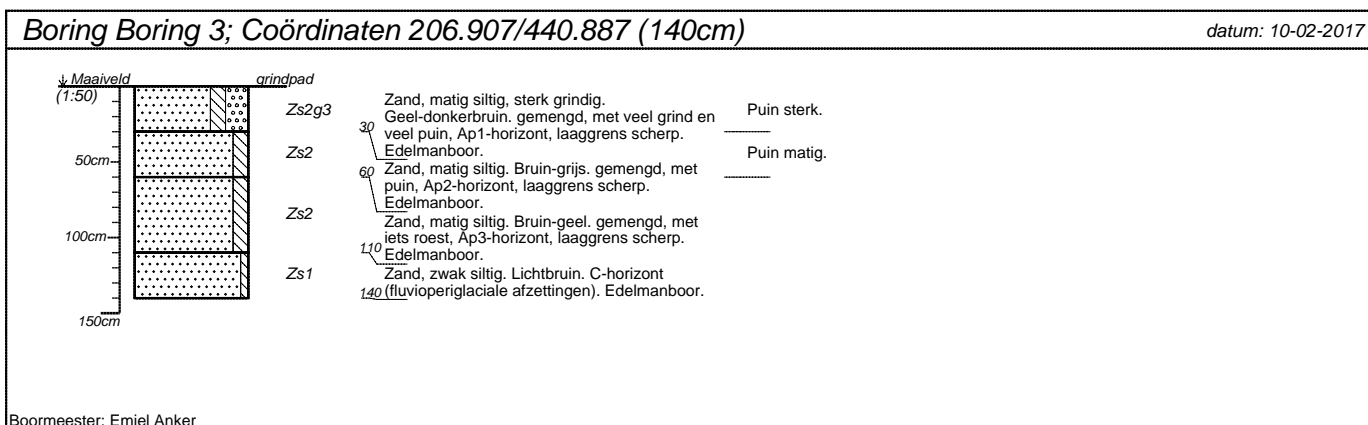 Boring Boring 3; Coördinaten 206.907/440.887 (140cm)
datum: 10-02-2017
Maaiveld
grindpad
(1:50)
50cm
100cm
150cm
Zs2g3
Zs2
Zs2
Zs1
30
60
110
140
Zand, matig siltig, sterk grindig.
Geel-donkerbruin. gemengd, met veel grind en
veel puin, Ap1-horizont, laaggrens scherp.
Edelmanboor.
Zand, matig siltig. Bruin-grijs. gemengd, met
puin, Ap2-horizont, laaggrens scherp.
Edelmanboor.
Zand, matig siltig. Bruin-geel. gemengd, met
iets roest, Ap3-horizont, laaggrens scherp.
Edelmanboor.
Zand, zwak siltig. Lichtbruin. C-horizont
(fluvioperiglaciale afzettingen). Edelmanboor.
Puin sterk.
Puin matig.
Boormeester: Emiel Anker